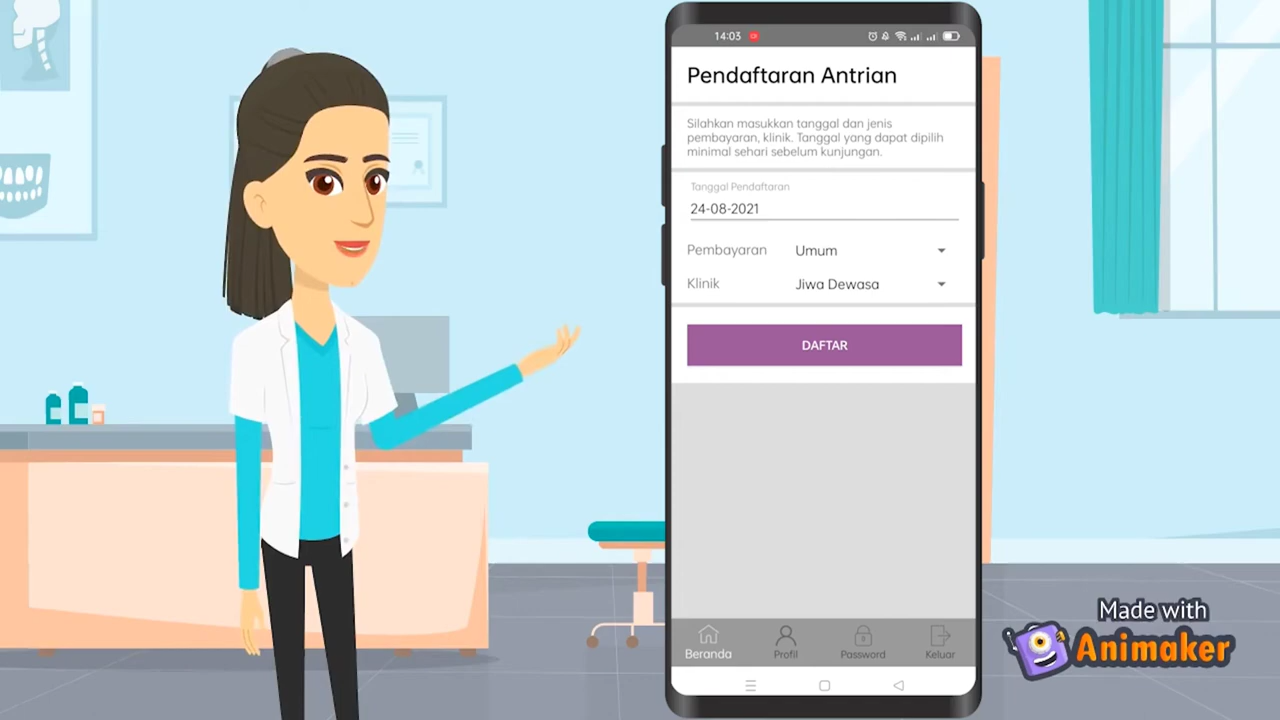 14:03
Pendaftaran Antrian
Silahkan masukkan tanggal dan jenis
pembayaran, klinik. Tanggal yang dapat dipilih
minimal sehari sebelum kunjungan.
Tanggal Pendaftaran
24-08-2021
Pembayaran Umum
Klinik Jiwa Dewasa
DAFTAR
Beranda Profil Password Keluar
Made with
Animaker